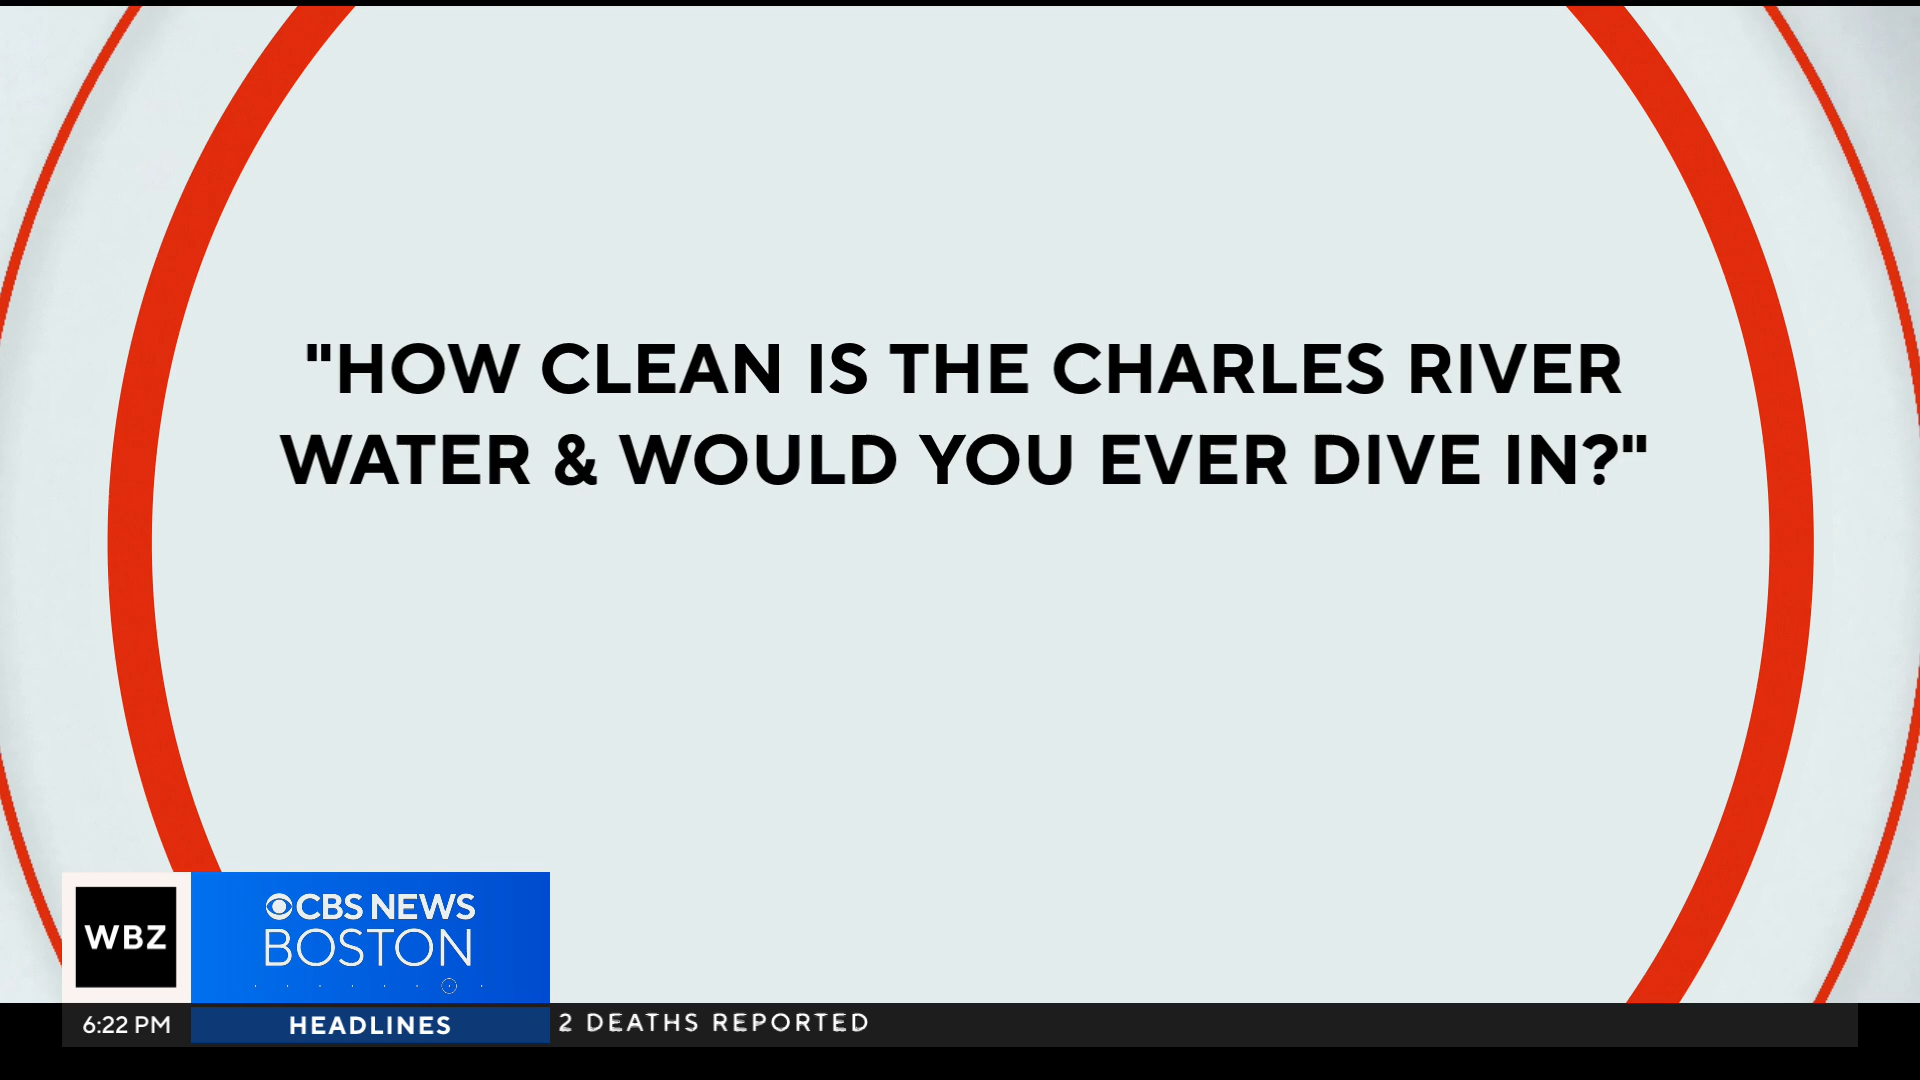 "HOW CLEAN IS THE CHARLES RIVER
WATER & WOULD YOU EVER DIVE IN?"
WBZ
CBS NEWS
BOSTON
6:22 PM
HEADLINES
2 DEATHS REPORTED